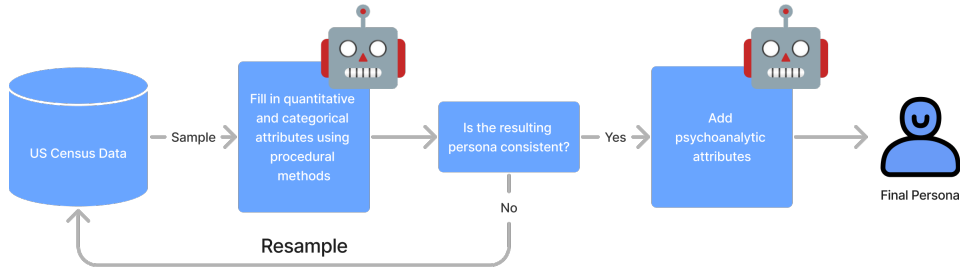 US Census Data
Sample
Fill in quantitative
and categorical
attributes using
procedural
methods
Is the resulting
persona consistent?
Yes
No
Resample
Add
psychoanalytic
attributes
Final Persona